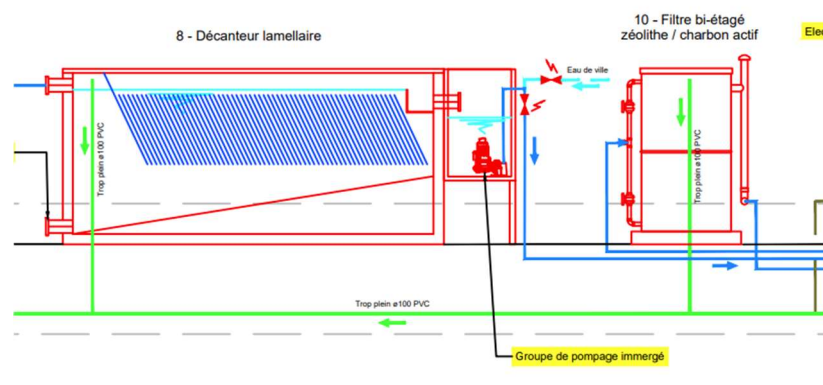 10 - Filtre bi-étagé
zéolithe / charbon actif
8 - Décanteur lamellaire
Elec
Eau de ville
Trop plein ø100 PVC
Trop plein ø100 PVC
Trop plein ø100 PVC
Groupe de pompage immergé